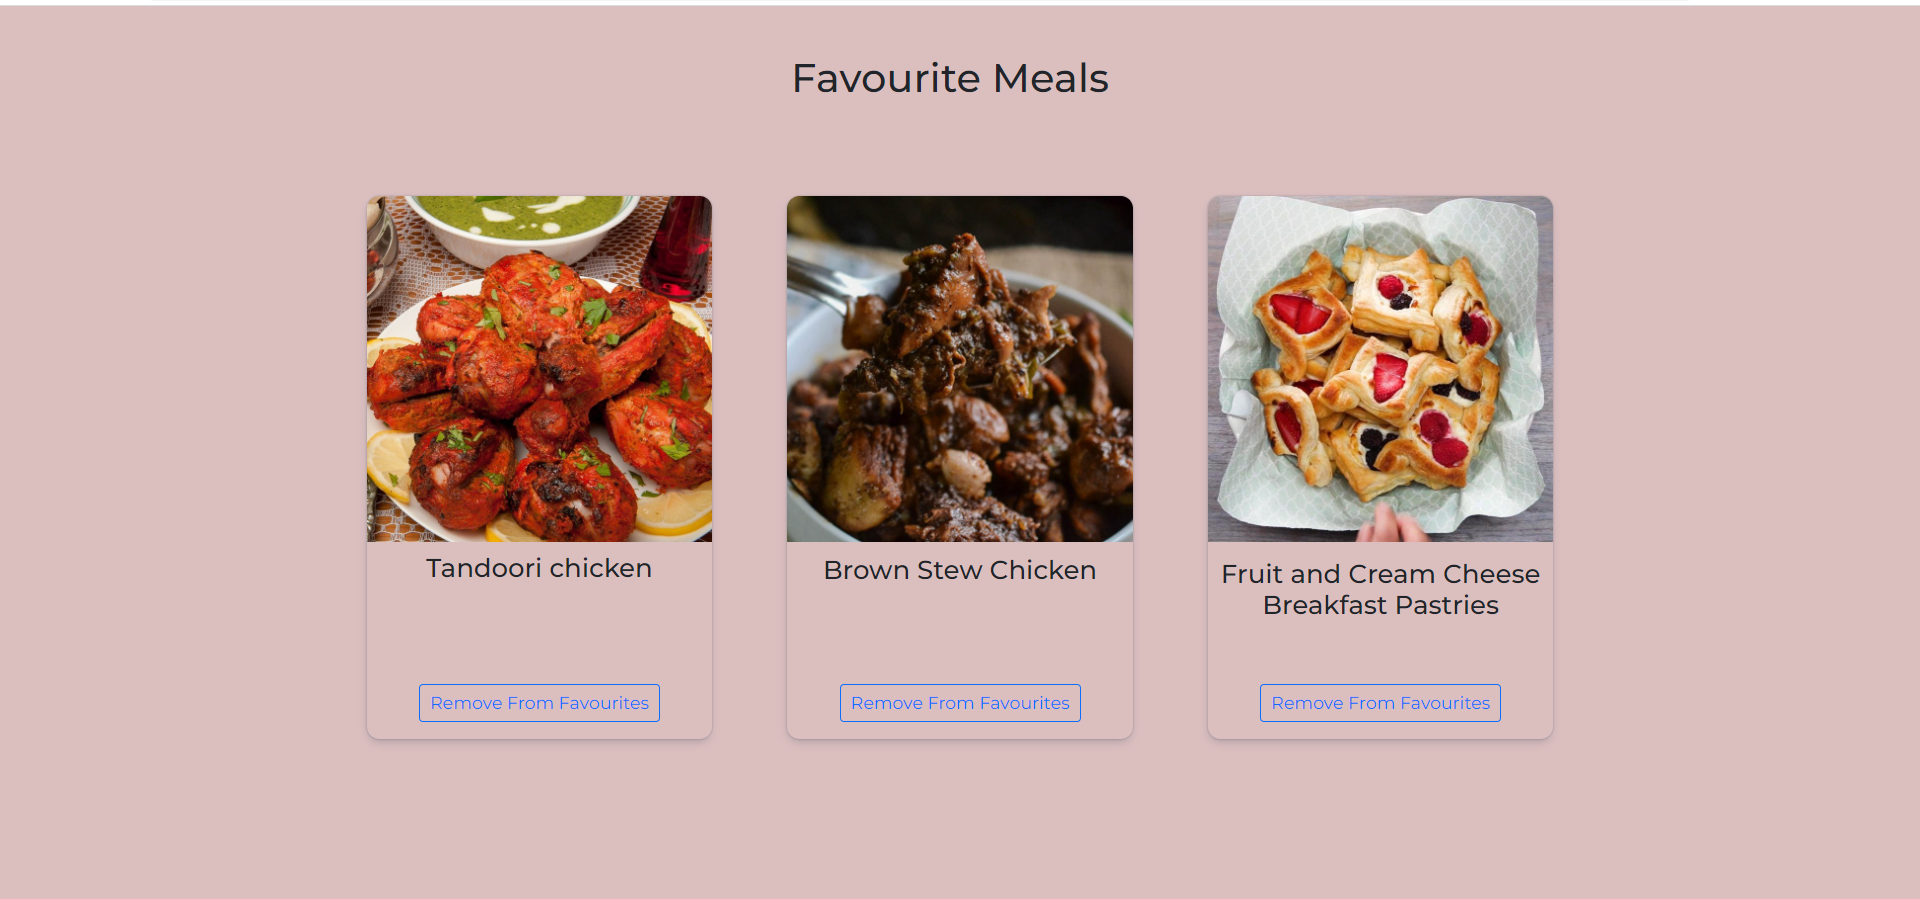 Favourite Meals
Tandoori chicken
Brown Stew Chicken
Fruit and Cream Cheese
Breakfast Pastries
Remove From Favourites
Remove From Favourites
Remove From Favourites